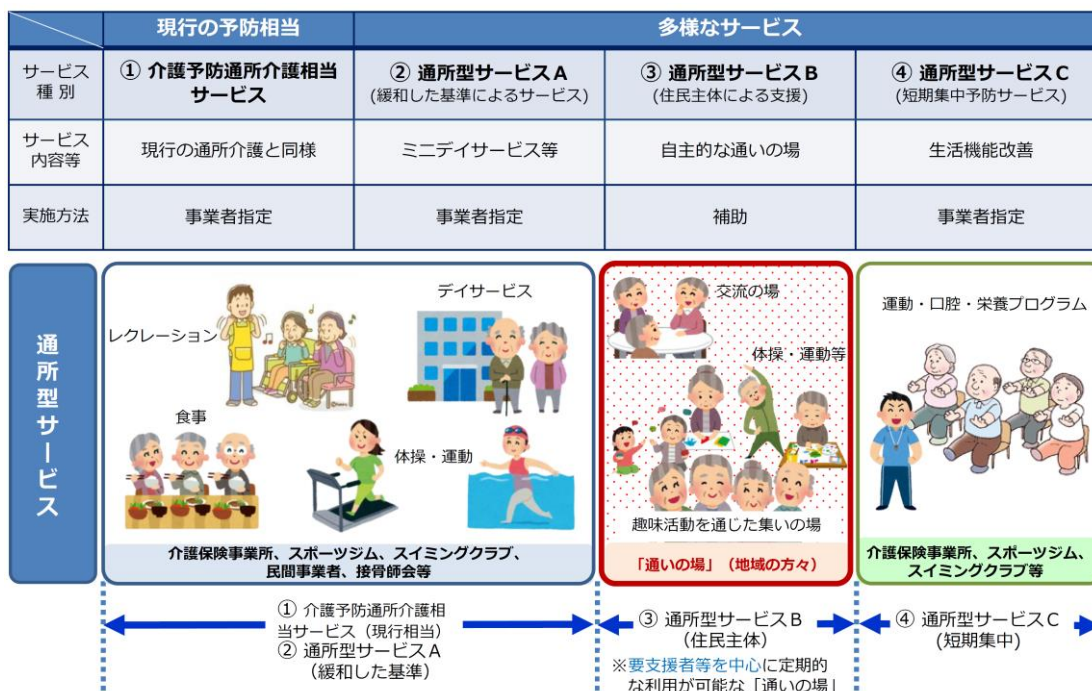 現行の予防相当
多様なサービス
サービス
種 別
① 介護予防通所介護相当
サービス
② 通所型サービスA
(緩和した基準によるサービス)
③ 通所型サービスB
(住民主体による支援)
④ 通所型サービスC
(短期集中予防サービス)
サービス
内容等
現行の通所介護と同様
ミニデイサービス等
自主的な通いの場
生活機能改善
実施方法
事業者指定
事業者指定
補助
事業者指定
通所型サービス
レクレーション
デイサービス
食事
体操・運動
介護保険事業所、スポーツジム、スイミングクラブ、
民間事業者、接骨師会等
交流の場
体操・運動等
趣味活動を通じた集いの場
「通いの場」（地域の方々）
運動・口腔・栄養プログラム
介護保険事業所、スポーツジム、
スイミングクラブ等
① 介護予防通所介護相
当サービス（現行相当）
② 通所型サービスA
（緩和した基準）
③ 通所型サービスB
（住民主体）
※要支援者等を中心に定期的
な利用が可能な「通いの場」
④ 通所型サービスC
(短期集中)